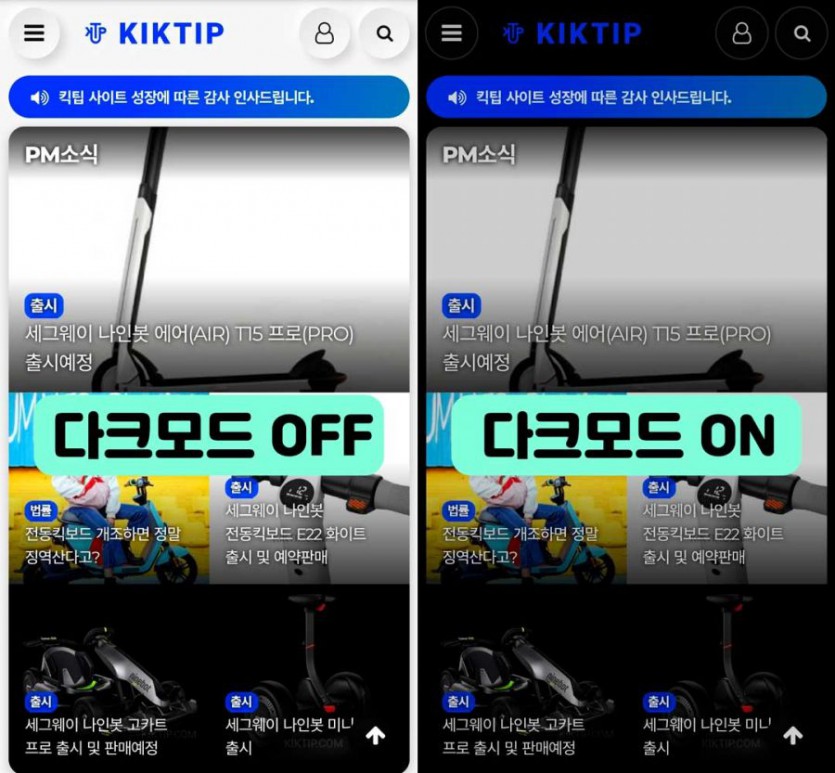 KIKTIP
킥팁 사이트 성장에 따른 감사 인사드립니다.
PM소식
출시
세그웨이 나인봇 에어(AIR) T15 프로(PRO)
출시예정
다크모드 OFF
법률
전동킥보드 개조하면 정말
징역산다고?
출시
세그웨이 나인봇
전동킥보드 E22 화이트
출시 및 예약판매
출시
세그웨이 나인봇 고카트
프로 출시 및 판매예정
출시
세그웨이 나인봇 미니
출시
KIKTIP.COM
KIKTIP
킥팁 사이트 성장에 따른 감사 인사드립니다.
PM소식
출시
세그웨이 나인봇 에어(AIR) T15 프로(PRO)
출시예정
다크모드 ON
법률
전동킥보드 개조하면 정말
징역산다고?
출시
세그웨이 나인봇
전동킥보드 E22 화이트
출시 및 예약판매
출시
세그웨이 나인봇 고카트
프로 출시 및 판매예정
출시
세그웨이 나인봇 미니
출시
KIKTIP.COM